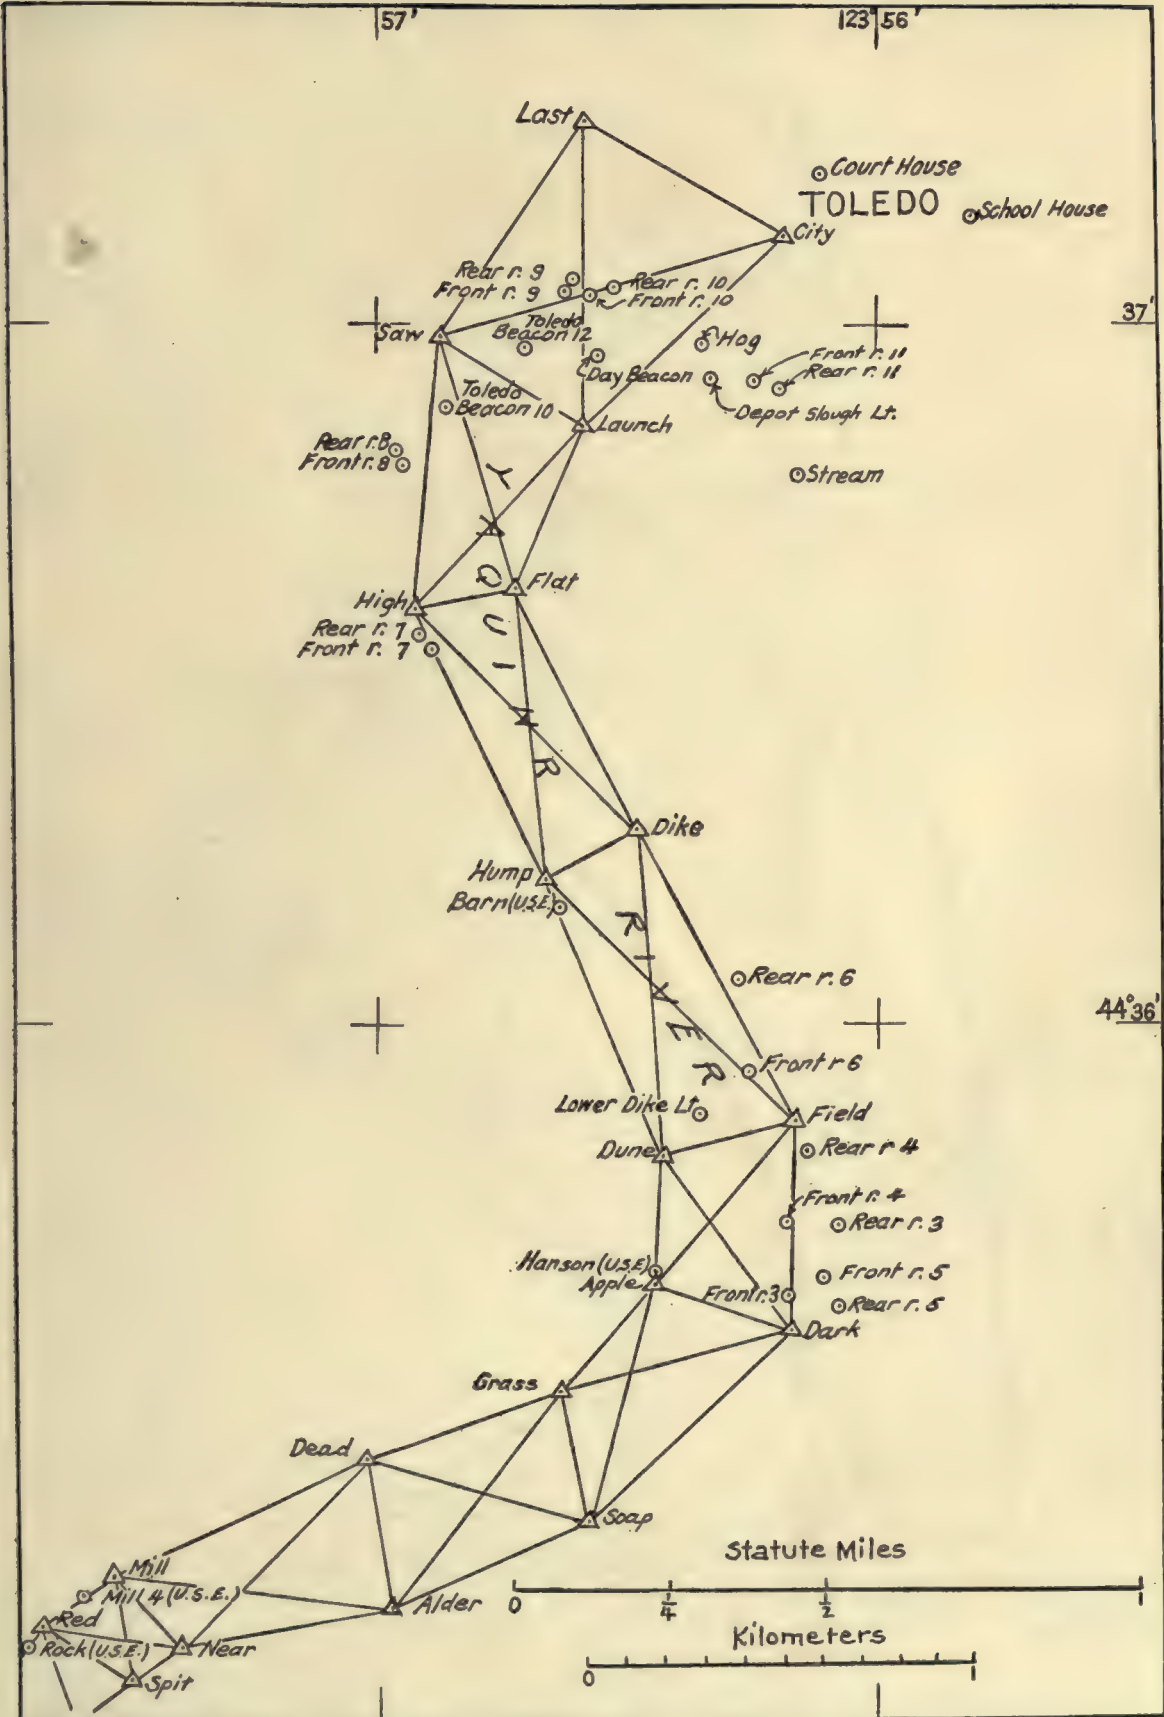 57'
123° 56'
Last
Court House
TOLEDO
School House
City
Rear r. 9
Front r. 9
Rear r. 10
Front r. 10
37'
Saw
Toledo
Beacon 12
Hog
Day Beacon
Front r. 11
Rear r. 11
Toledo
Beacon 10
Depot Slough Lt.
Launch
Rear r. 8
Front r. 8
Stream
YAQUINA RIVER
Flat
High
Rear r. 7
Front r. 7
Dike
Hump
Barn (U.S.E.)
Rear r. 6
44° 36'
Front r 6
Lower Dike Lt.
Field
Dune
Rear r 4
Front r. 4
Rear r. 3
Hanson (U.S.E)
Apple
Front r. 5
Front r. 3
Rear r. 5
Dark
Grass
Dead
Soap
Statute Miles
0 1/4 1/2 1
Mill
Mill 4 (U.S.E.)
Alder
Red
Rock (U.S.E.)
Near
Kilometers
0 1
Spit